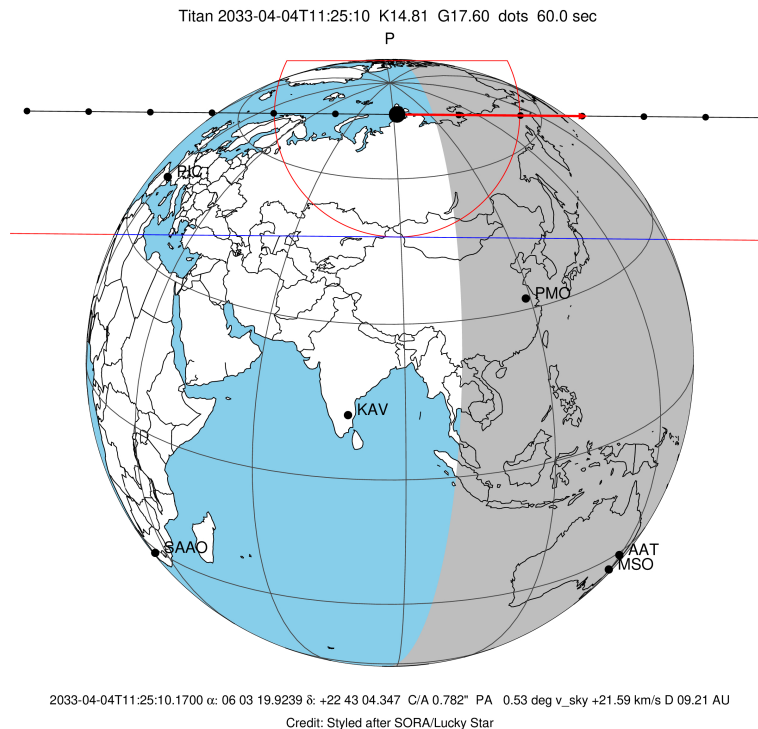 Titan 2033-04-04T11:25:10 K14.81 G17.60 dots 60.0 sec
P
PIC
PMO
KAV
SAAO
AAT
MSO
2033-04-04T11:25:10.1700 α: 06 03 19.9239 δ: +22 43 04.347 C/A 0.782" PA 0.53 deg v_sky +21.59 km/s D 09.21 AU
Credit: Styled after SORA/Lucky Star